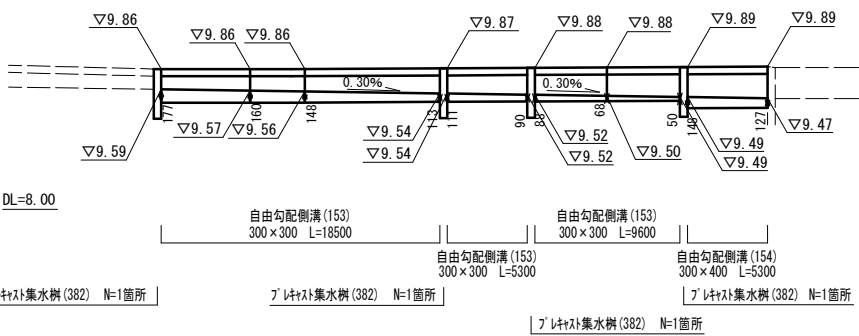 ▽9.86
▽9.86
▽9.86
▽9.87
▽9.88
▽9.88
▽9.89
▽9.89
0.30%
0.30%
177
160
148
113
111
90
88
68
50
148
127
▽9.59
▽9.57
▽9.56
▽9.54
▽9.54
▽9.52
▽9.52
▽9.50
▽9.49
▽9.49
▽9.47
DL=8.00
自由勾配側溝(153)
300×300 L=18500
自由勾配側溝(153)
300×300 L=5300
自由勾配側溝(153)
300×300 L=9600
自由勾配側溝(154)
300×400 L=5300
ﾚｷｬｽﾄ集水桝(382) N=1箇所
ﾌﾟﾚｷｬｽﾄ集水桝(382) N=1箇所
ﾌﾟﾚｷｬｽﾄ集水桝(382) N=1箇所
ﾌﾟﾚｷｬｽﾄ集水桝(382) N=1箇所